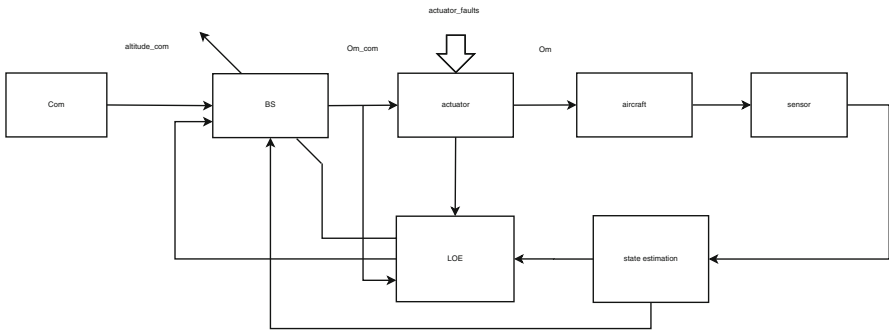 actuator_faults
altitude_com
Om_com
Om
Com
BS
actuator
aircraft
sensor
LOE
state estimation